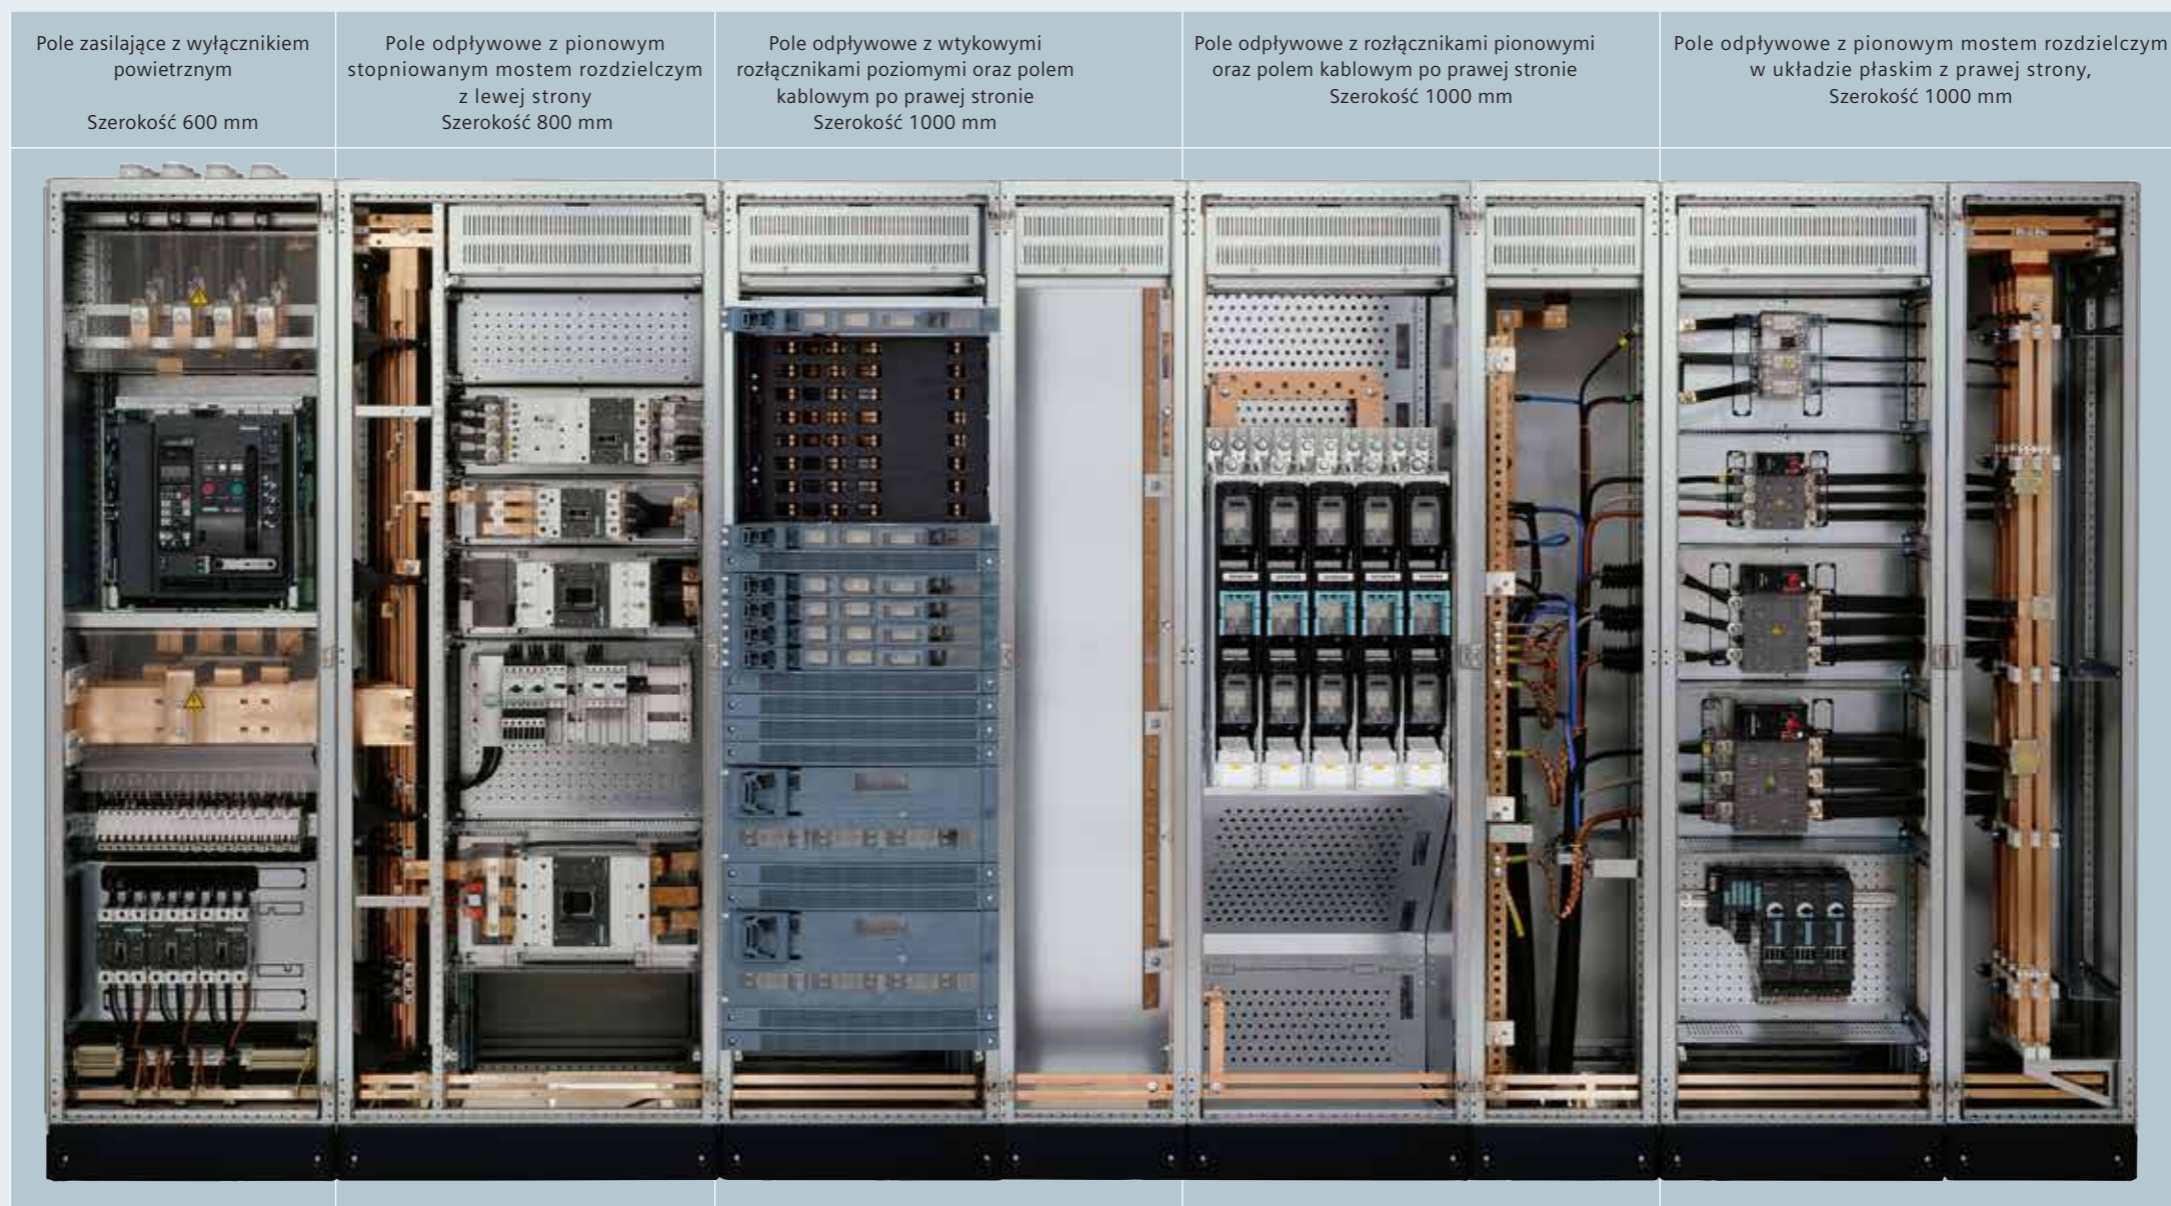 Pole zasilające z wyłącznikiem
powietrznym
Szerokość 600 mm
Pole odpływowe z pionowym
stopniowanym mostem rozdzielczym
z lewej strony
Szerokość 800 mm
Pole odpływowe z wtykowymi
rozłącznikami poziomymi oraz polem
kablowym po prawej stronie
Szerokość 1000 mm
Pole odpływowe z rozłącznikami pionowymi
oraz polem kablowym po prawej stronie
Szerokość 1000 mm
Pole odpływowe z pionowym mostem rozdzielczym
w układzie płaskim z prawej strony,
Szerokość 1000 mm